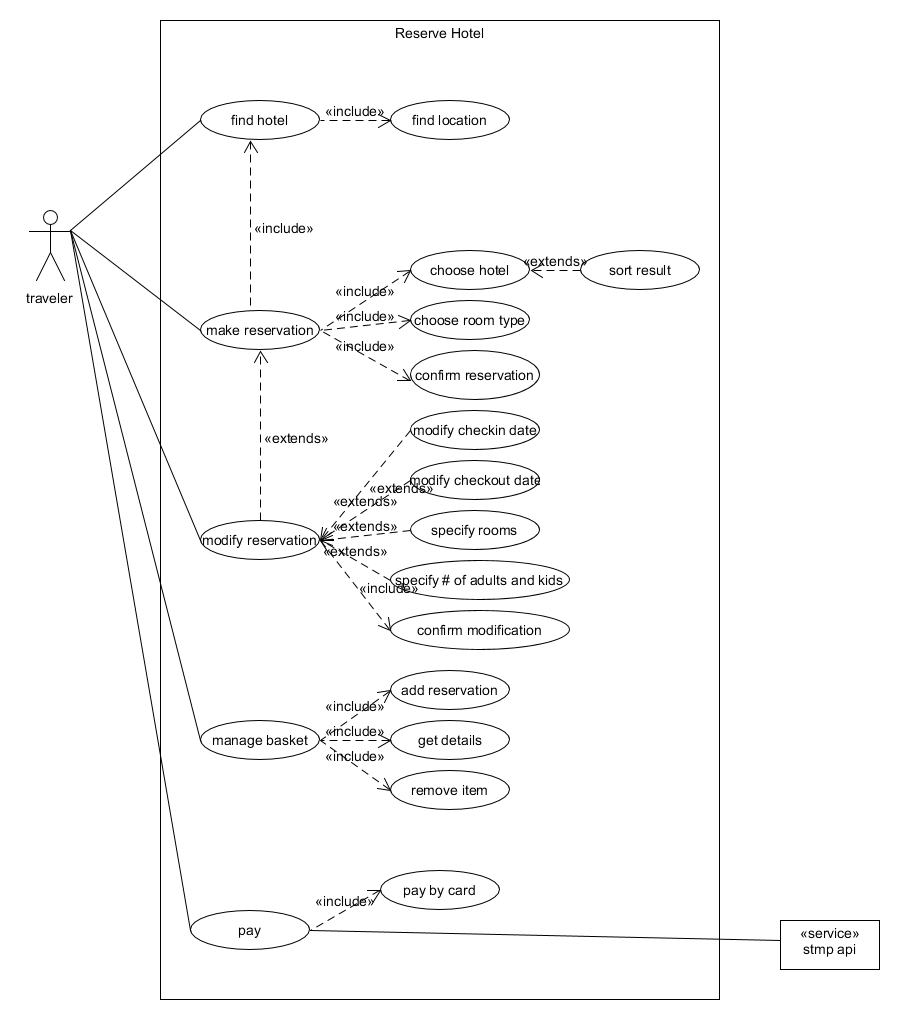 Reserve Hotel
find hotel
«include»
find location
«include»
traveler
choose hotel
«extends»
sort result
«include»
make reservation
«include»
choose room type
«include»
confirm reservation
«extends»
modify checkin date
modify checkout date
«extends»
«extends»
modify reservation
«extends»
specify rooms
«extends»
specify # of adults and kids
«include»
confirm modification
add reservation
«include»
manage basket
«include»
get details
«include»
remove item
pay by card
«include»
pay
«service»
stmp api